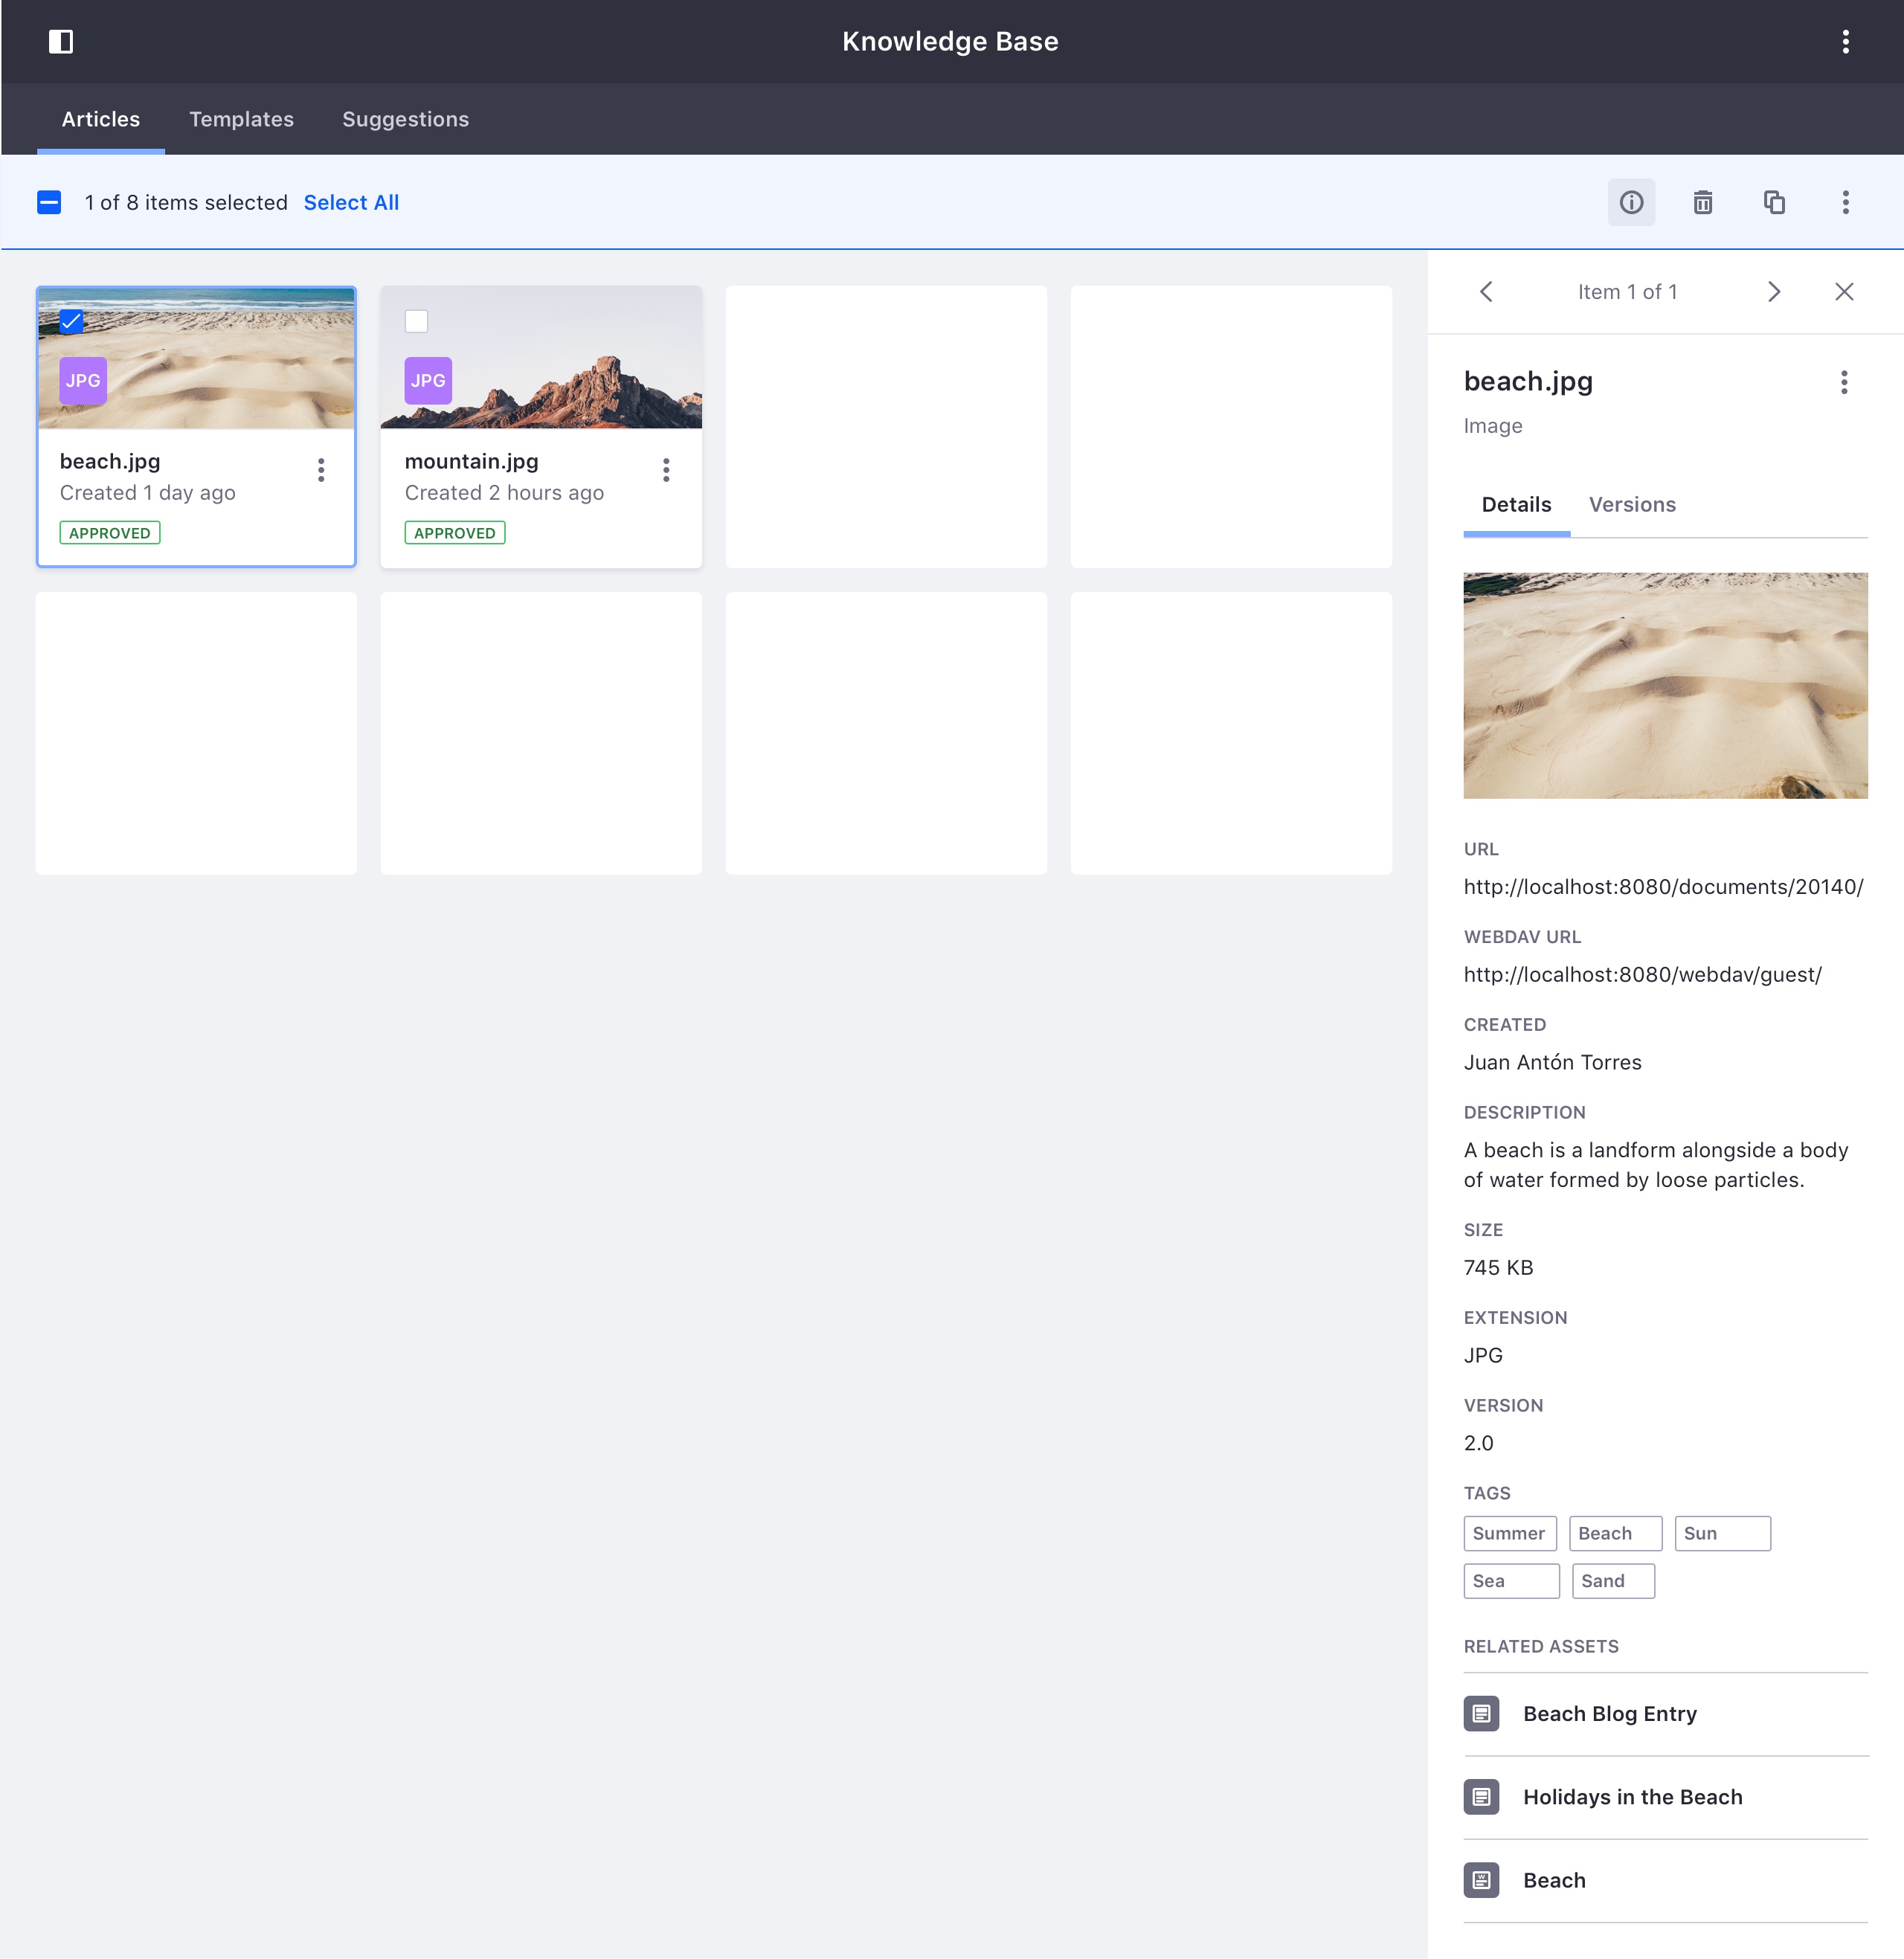 Knowledge Base
Articles Templates Suggestions
1 of 8 items selected Select All
JPG
beach.jpg
Created 1 day ago
APPROVED
JPG
mountain.jpg
Created 2 hours ago
APPROVED
Item 1 of 1
beach.jpg
Image
Details Versions
URL
http://localhost:8080/documents/20140/
WEBDAV URL
http://localhost:8080/webdav/guest/
CREATED
Juan Antón Torres
DESCRIPTION
A beach is a landform alongside a body
of water formed by loose particles.
SIZE
745 KB
EXTENSION
JPG
VERSION
2.0
TAGS
Summer Beach Sun
Sea Sand
RELATED ASSETS
Beach Blog Entry
Holidays in the Beach
Beach